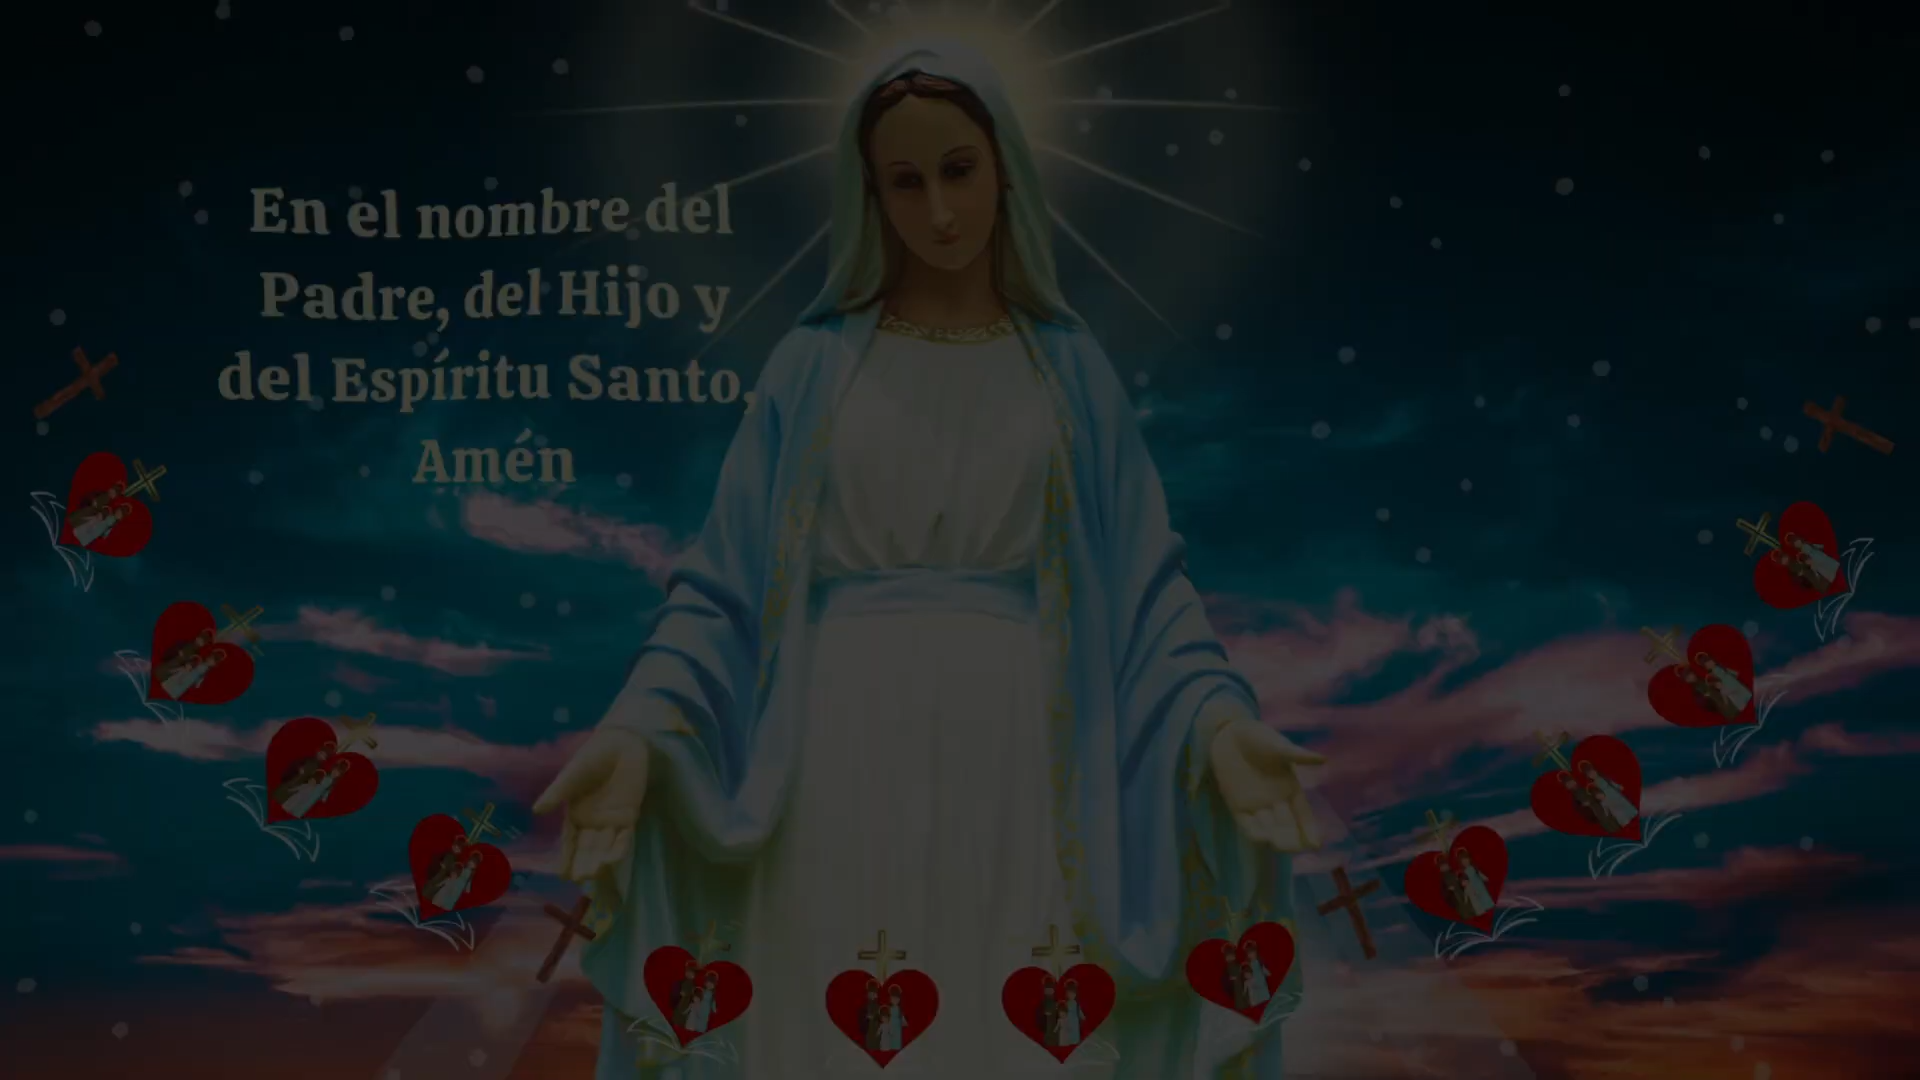 En el nombre del
Padre, del Hijo y
del Espíritu Santo.
Amén